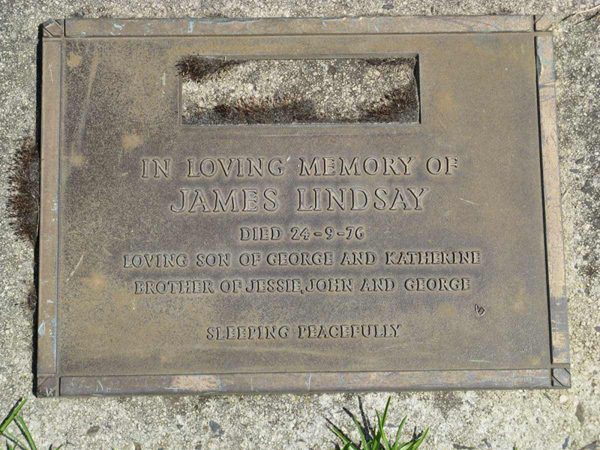 IN LOVING MEMORY OF
JAMES LINDSAY
DIED 24-9-76
LOVING SON OF GEORGE AND KATHERINE
BROTHER OF JESSIE, JOHN AND GEORGE
SLEEPING PEACEFULLY